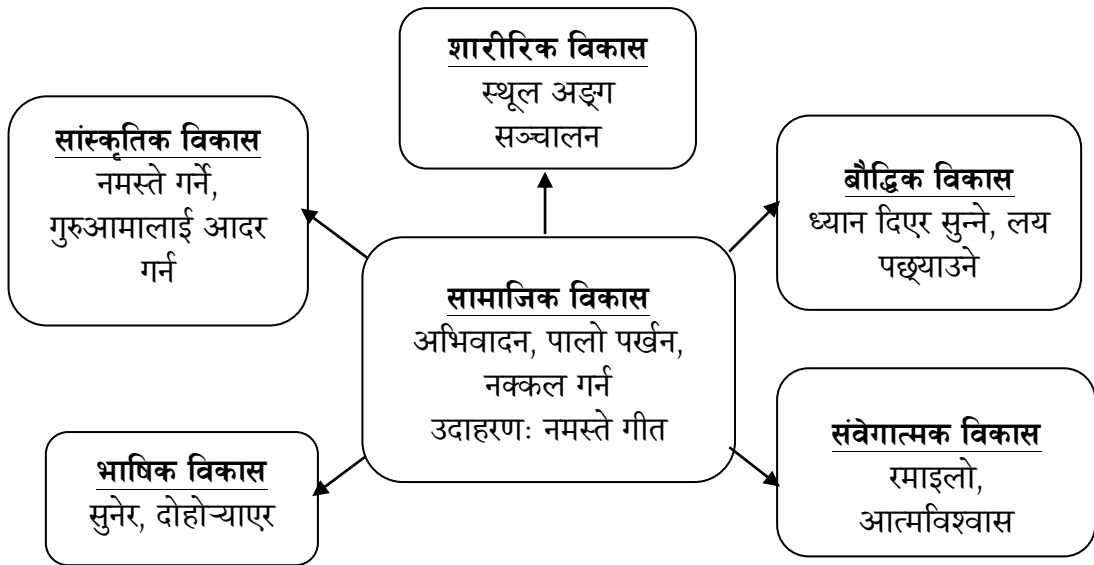 शारीरिक विकास
स्थूल अङ्ग
सञ्चालन
सांस्कृतिक विकास
नमस्ते गर्ने,
गुरुआमालाई आदर
गर्न
बौद्धिक विकास
ध्यान दिएर सुन्ने, लय
पछ्याउने
सामाजिक विकास
अभिवादन, पालो पर्खन,
नक्कल गर्न
उदाहरणः नमस्ते गीत
भाषिक विकास
सुनेर, दोहोऱ्याएर
संवेगात्मक विकास
रमाइलो,
आत्मविश्वास